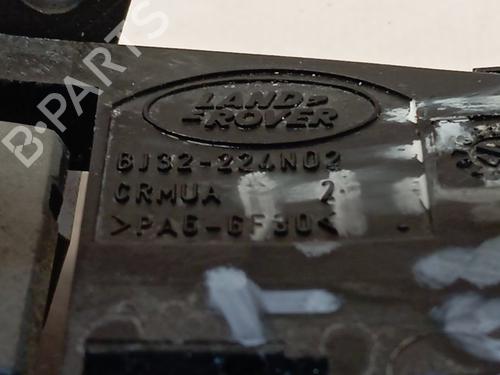 B-PARTS
LAND
ROVER
BJ32-224N02
CRMUA 2
>PA6-GF30<